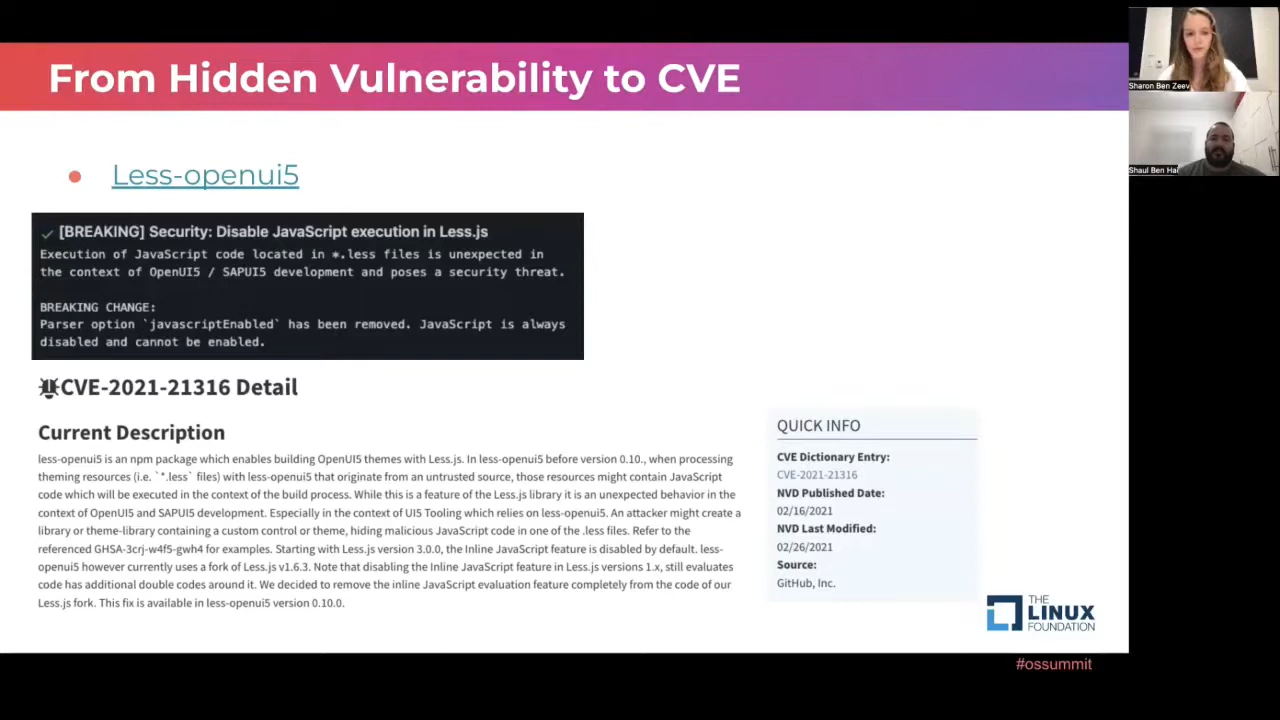 From Hidden Vulnerability to CVE
Sharon Ben Zeev
Shaul Ben Hai
Less-openui5
[BREAKING] Security: Disable JavaScript execution in Less.js
Execution of JavaScript code located in *.less files is unexpected in
the context of OpenUI5 / SAPUI5 development and poses a security threat.
BREAKING CHANGE:
Parser option `javascriptEnabled` has been removed. JavaScript is always
disabled and cannot be enabled.
CVE-2021-21316 Detail
Current Description
less-openui5 is an npm package which enables building OpenUI5 themes with Less.js. In less-openui5 before version 0.10., when processing
theming resources (i.e. `*.less` files) with less-openui5 that originate from an untrusted source, those resources might contain JavaScript
code which will be executed in the context of the build process. While this is a feature of the Less.js library it is an unexpected behavior in the
context of OpenUI5 and SAPUI5 development. Especially in the context of UI5 Tooling which relies on less-openui5. An attacker might create a
library or theme-library containing a custom control or theme, hiding malicious JavaScript code in one of the .less files. Refer to the
referenced GHSA-3crj-w4f5-gwh4 for examples. Starting with Less.js version 3.0.0, the Inline JavaScript feature is disabled by default. less-
openui5 however currently uses a fork of Less.js v1.6.3. Note that disabling the Inline JavaScript feature in Less.js versions 1.x, still evaluates
code has additional double codes around it. We decided to remove the inline JavaScript evaluation feature completely from the code of our
Less.js fork. This fix is available in less-openui5 version 0.10.0.
QUICK INFO
CVE Dictionary Entry:
CVE-2021-21316
NVD Published Date:
02/16/2021
NVD Last Modified:
02/26/2021
Source:
GitHub, Inc.
THE
LINUX
FOUNDATION
#ossummit